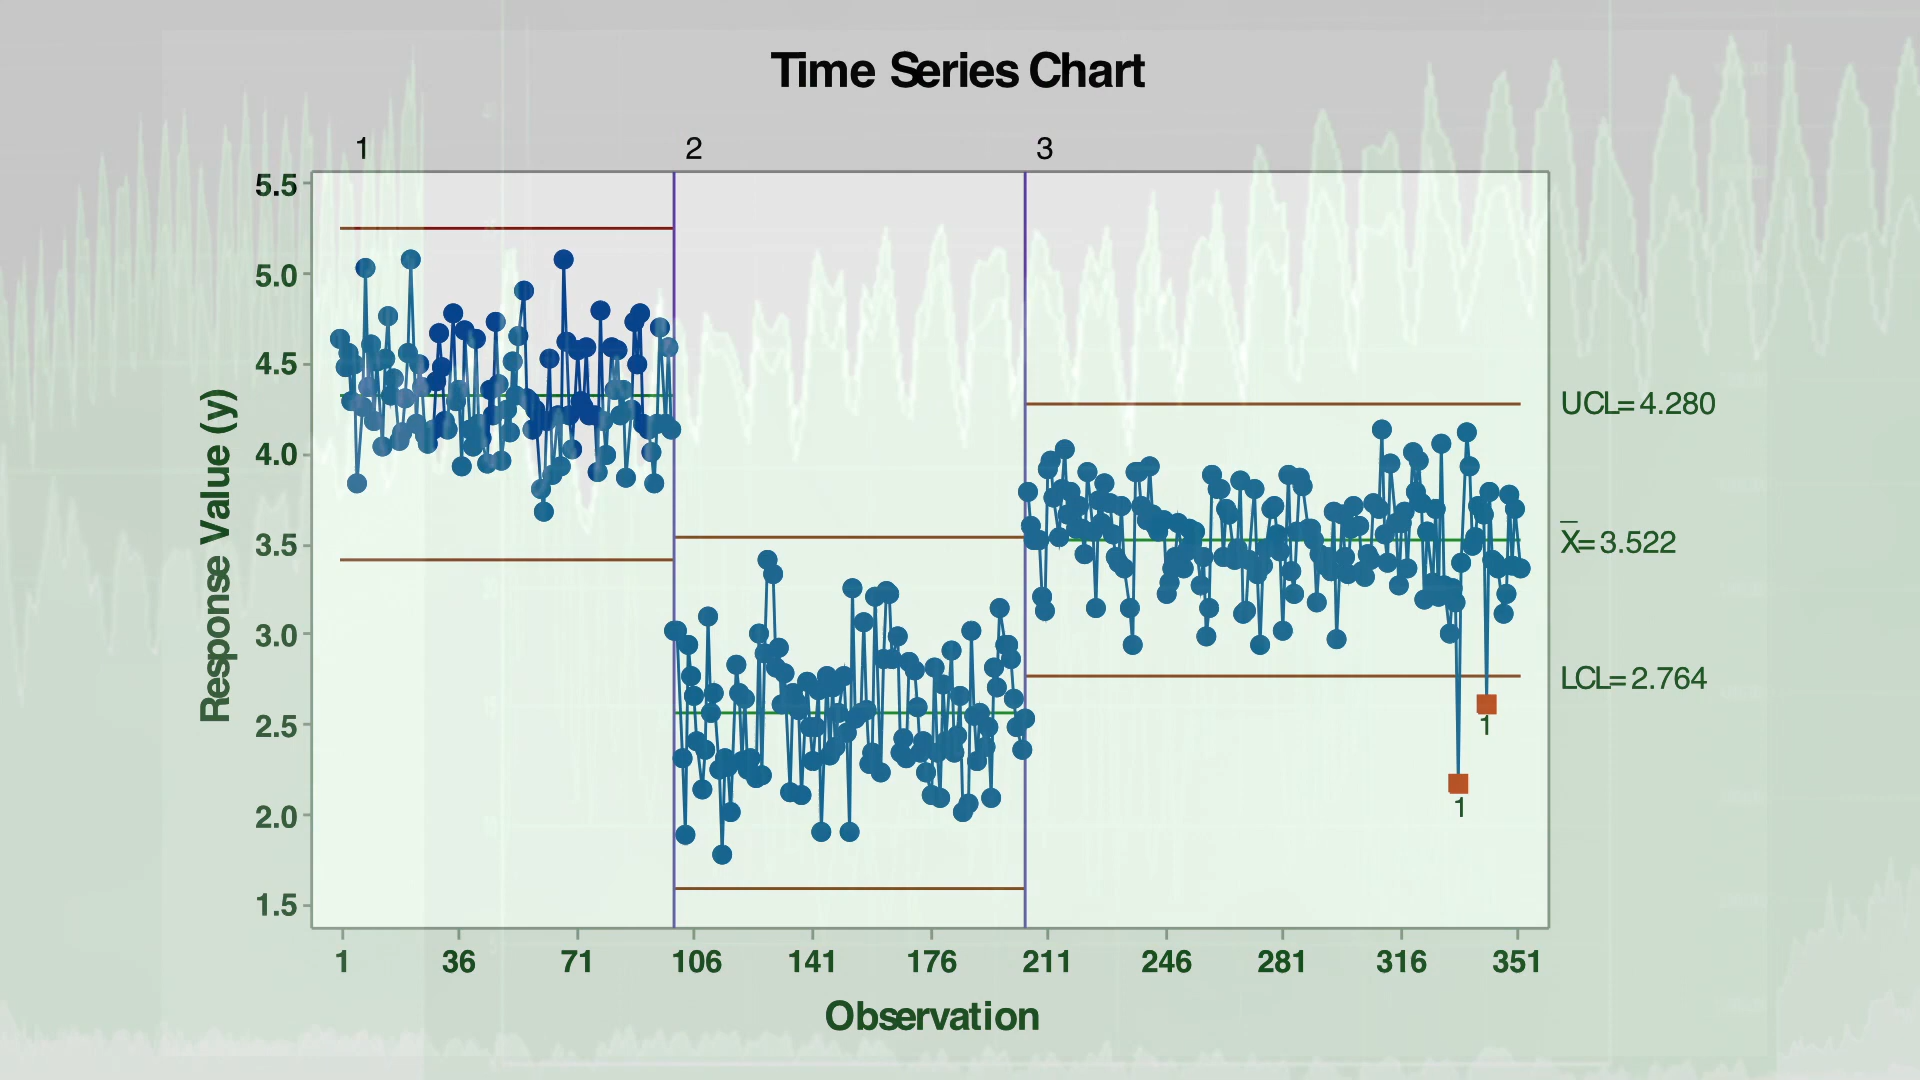 Time Series Chart
1 2 3
5.5
5.0
4.5
4.0
3.5
3.0
2.5
2.0
1.5
Response Value (y)
UCL=4.280
X̅=3.522
LCL=2.764
1
1
1 36 71 106 141 176 211 246 281 316 351
Observation